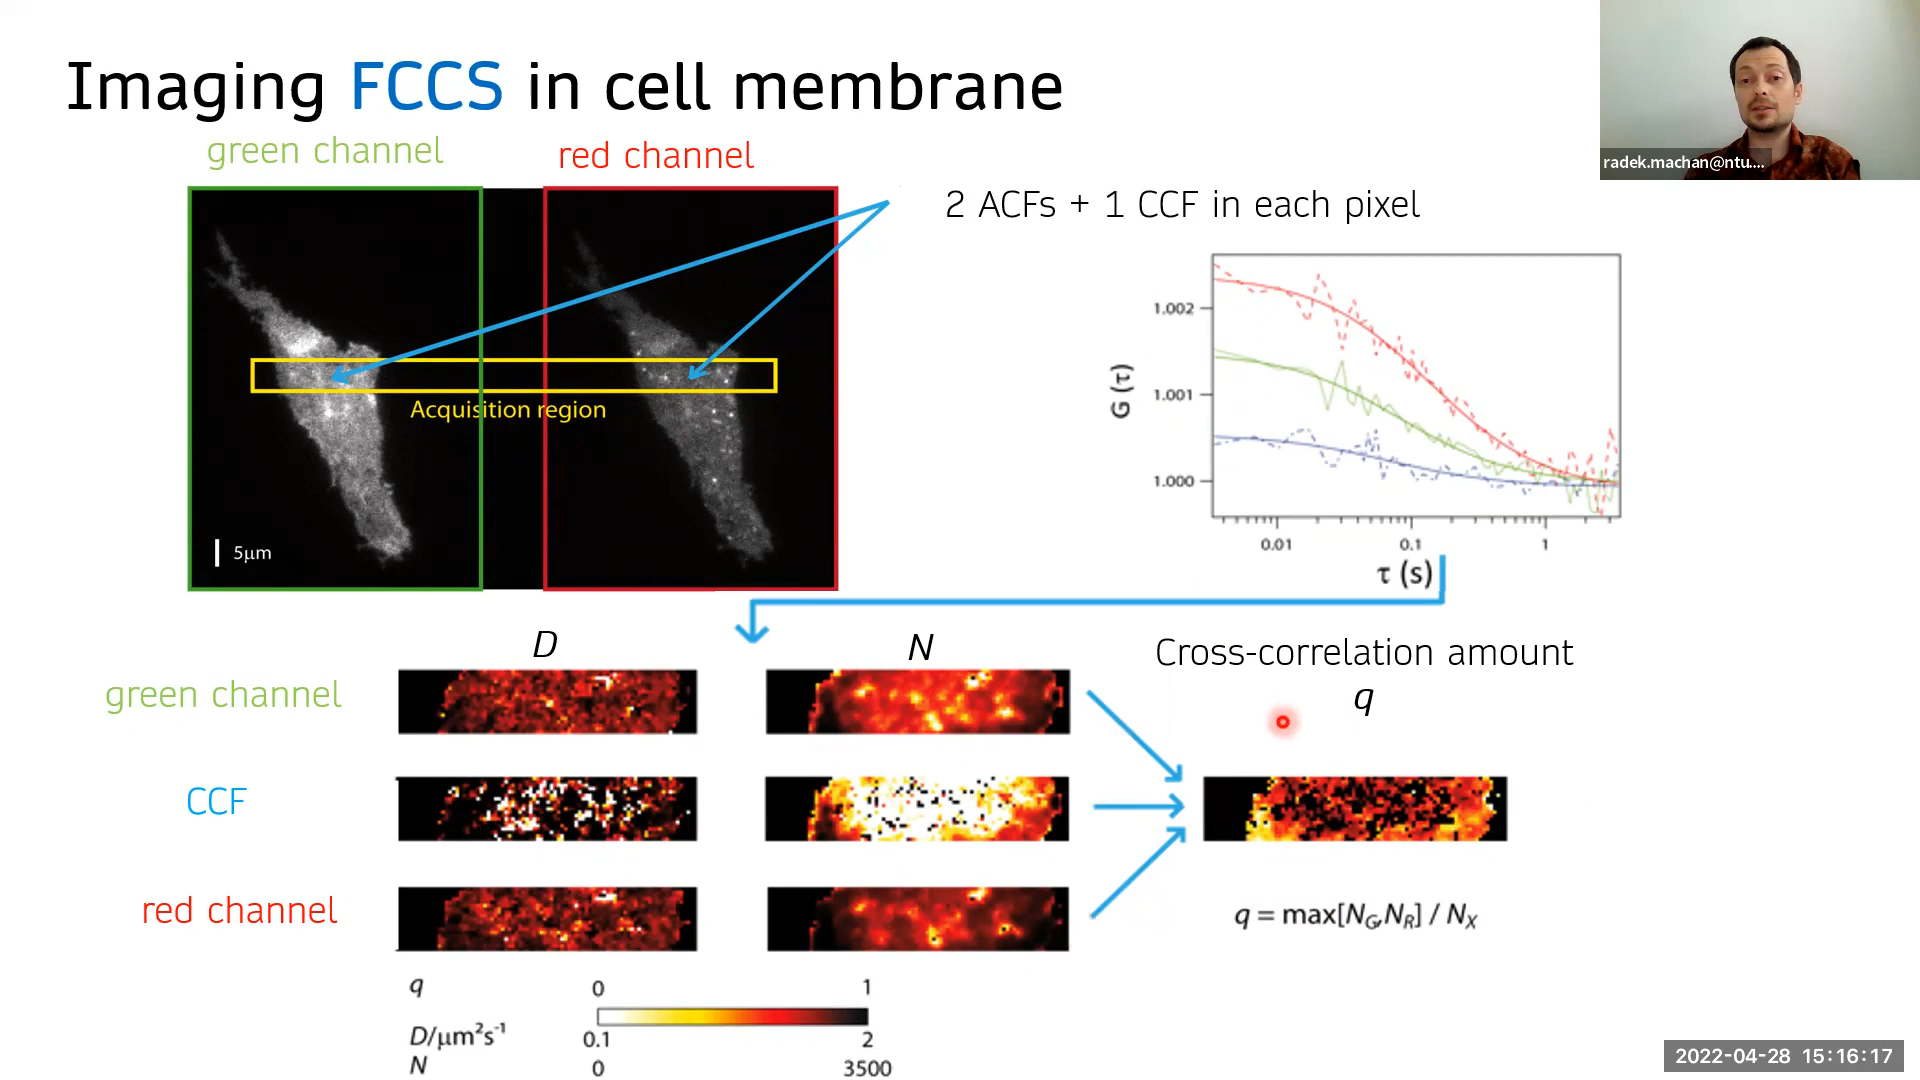 Imaging FCCS in cell membrane
radek.machan@ntu....
green channel
red channel
2 ACFs + 1 CCF in each pixel
Acquisition region
5μm
G (τ)
1.002
1.001
1.000
0.01 0.1 1
τ (s)
D
N
Cross-correlation amount
q
green channel
CCF
red channel
q = max[NG,NR] / NX
q 0 1
D/μm²s⁻¹ 0.1 2
N 0 3500
2022-04-28 15:16:17